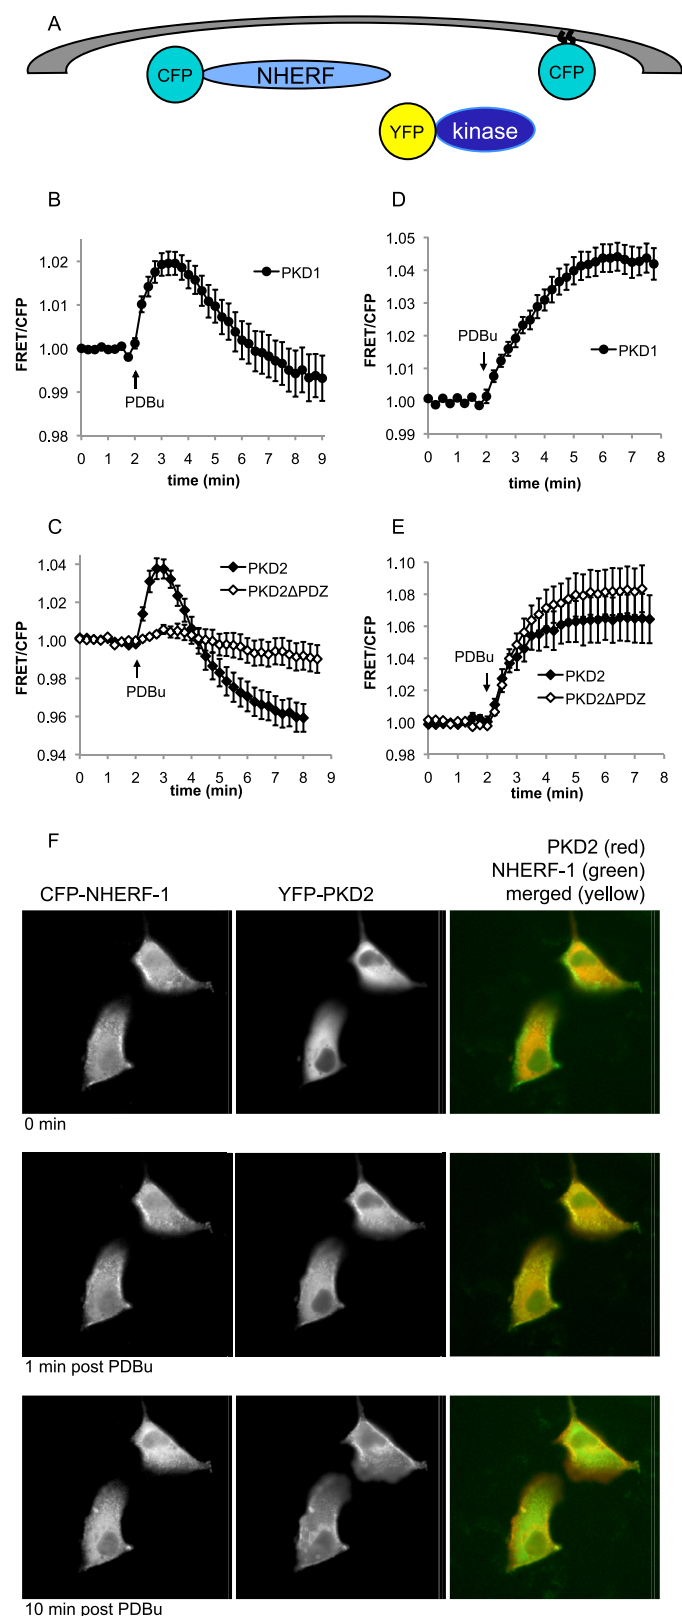 A
CFP
NHERF
CFP
YFP
kinase
B
FRET/CFP
1.02
1.01
1.00
0.99
0.98
PKD1
PDBu
0 1 2 3 4 5 6 7 8 9
time (min)
D
FRET/CFP
1.05
1.04
1.02
1.01
1.00
0.99
PDBu
PKD1
0 1 2 3 4 5 6 7 8
time (min)
C
FRET/CFP
1.04
1.02
1.00
0.98
0.96
0.94
PKD2
PKD2ΔPDZ
PDBu
0 1 2 3 4 5 6 7 8 9
time (min)
E
FRET/CFP
1.10
1.08
1.06
1.04
1.02
1.00
0.98
PDBu
PKD2
PKD2ΔPDZ
0 1 2 3 4 5 6 7 8
time (min)
F
CFP-NHERF-1
YFP-PKD2
PKD2 (red)
NHERF-1 (green)
merged (yellow)
0 min
1 min post PDBu
10 min post PDBu